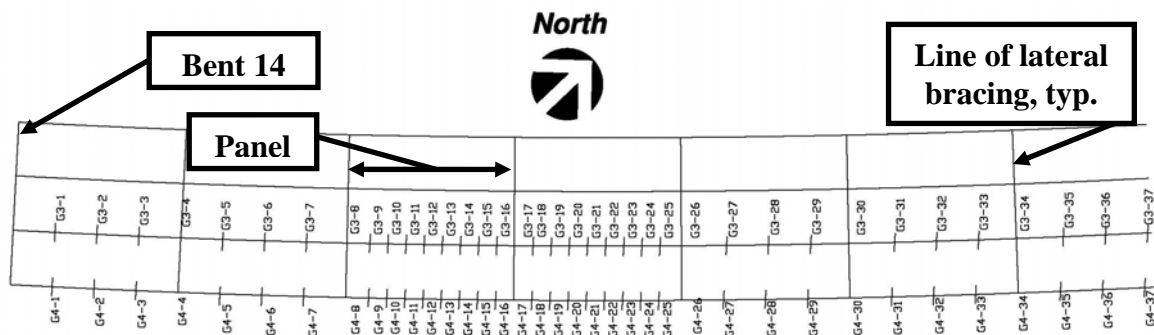 North
Bent 14
Line of lateral
bracing, typ.
Panel
G3-1 G3-2 G3-3 G3-4 G3-5 G3-6 G3-7 G3-8 G3-9 G3-10 G3-11 G3-12 G3-13 G3-14 G3-15 G3-16 G3-17 G3-18 G3-19 G3-20 G3-21 G3-22 G3-23 G3-24 G3-25 G3-26 G3-27 G3-28 G3-29 G3-30 G3-31 G3-32 G3-33 G3-34 G3-35 G3-36 G3-37
G4-1 G4-2 G4-3 G4-4 G4-5 G4-6 G4-7 G4-8 G4-9 G4-10 G4-11 G4-12 G4-13 G4-14 G4-15 G4-16 G4-17 G4-18 G4-19 G4-20 G4-21 G4-22 G4-23 G4-24 G4-25 G4-26 G4-27 G4-28 G4-29 G4-30 G4-31 G4-32 G4-33 G4-34 G4-35 G4-36 G4-37